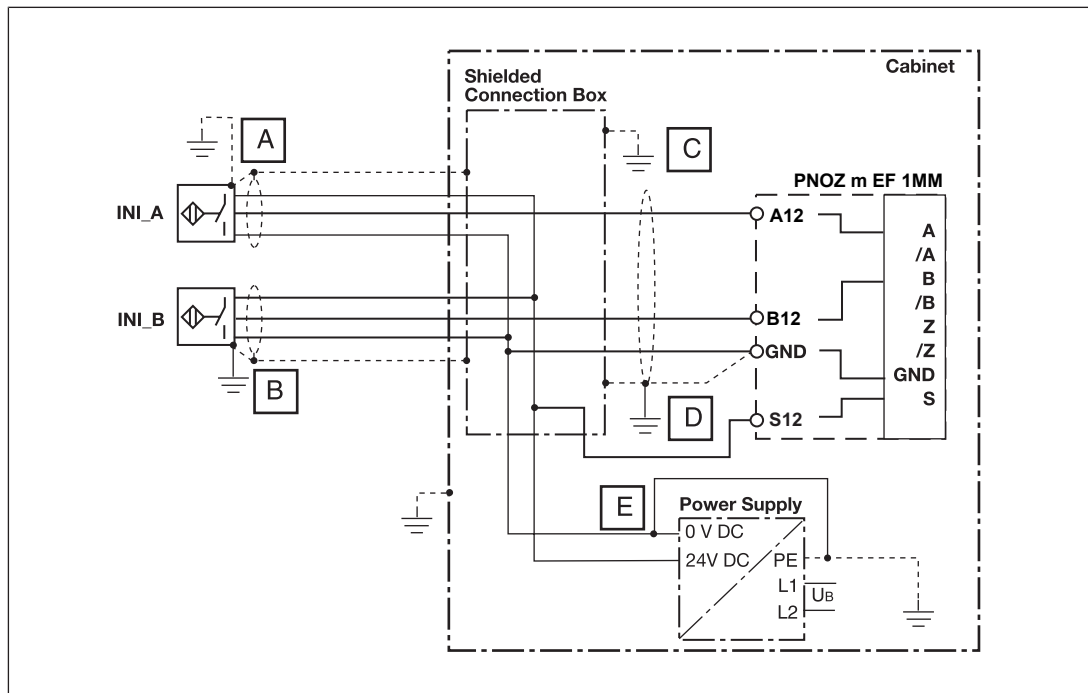 Cabinet
Shielded
Connection Box
A
C
PNOZ m EF 1MM
INI_A
A12
A
/A
B
/B
INI_B
B12
Z
GND
/Z
GND
B
D
S
S12
E
Power Supply
0 V DC
24V DC
PE
L1
UB
L2